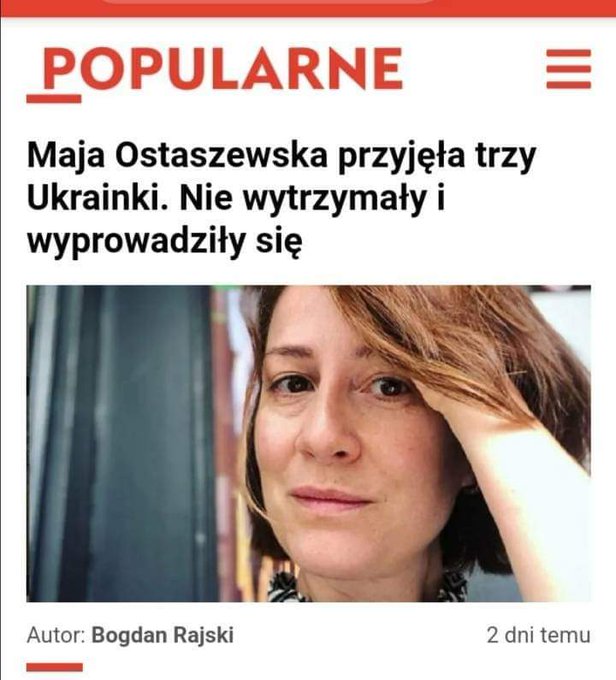 POPULARNE
Maja Ostaszewska przyjęła trzy
Ukrainki. Nie wytrzymały i
wyprowadziły się
Autor: Bogdan Rajski
2 dni temu